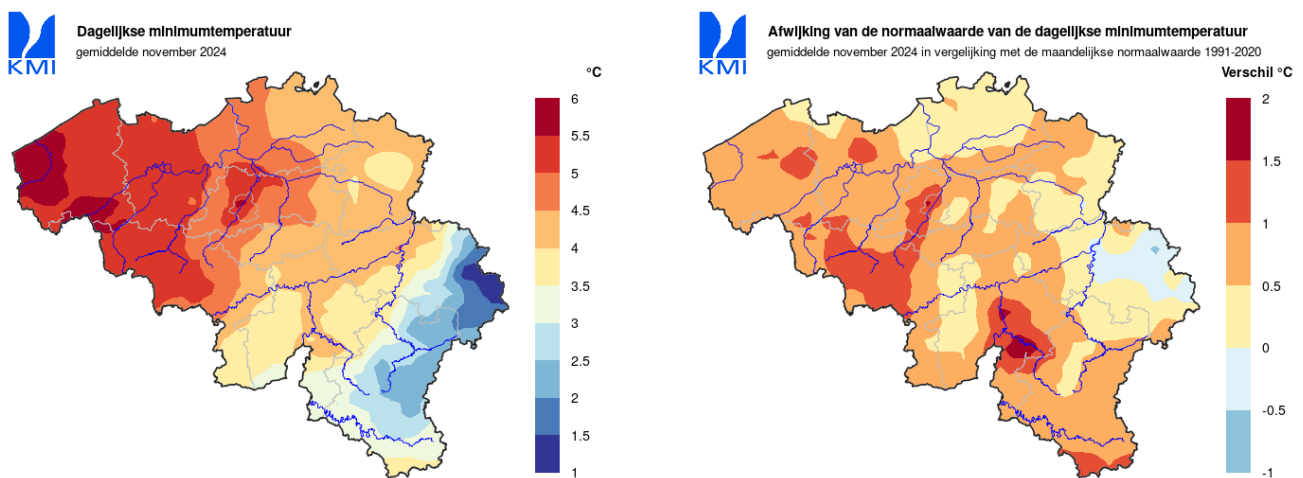 KMI
Dagelijkse minimumtemperatuur
gemiddelde november 2024
°C
6
5.5
5
4.5
4
3.5
3
2.5
2
1.5
1
KMI
Afwijking van de normaalwaarde van de dagelijkse minimumtemperatuur
gemiddelde november 2024 in vergelijking met de maandelijkse normaalwaarde 1991-2020
Verschil °C
2
1.5
1
0.5
0
-0.5
-1